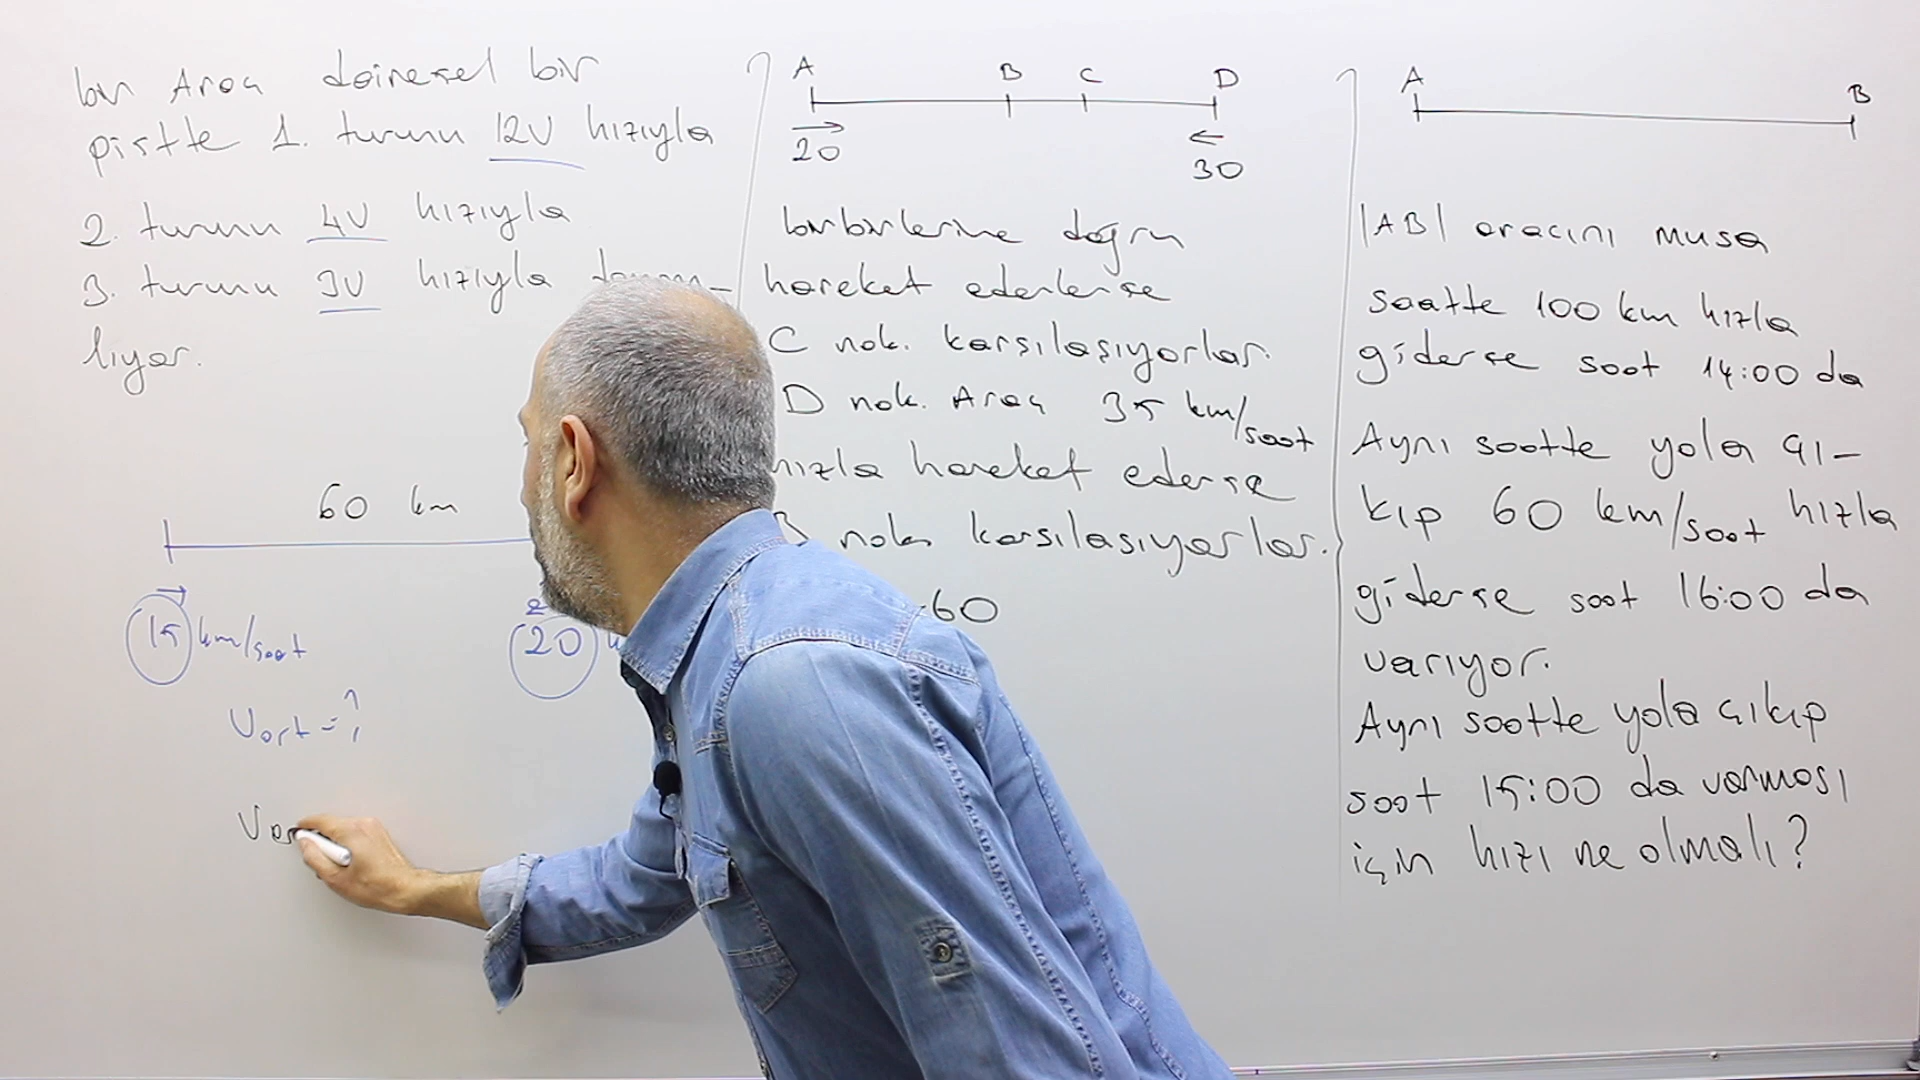 bir Araç dairesel bir
pistte 1. turunu 12V hızıyla
2. turunu 4V hızıyla
3. turunu 3V hızıyla
lıyor.
60 km
15 km/saat
20
Vort = ?
A B C D
20 30
birbirlerine doğru
hareket ederlerse
C nok. karşılaşıyorlar.
D nok. Araç 35 km/saat
hızla hareket ederse
B nok karşılaşıyorlar.
60
A B
|AB| aracını musa
saatte 100 km hızla
giderse saat 14:00 da
Aynı saatte yola çı-
kıp 60 km/saat hızla
giderse saat 16:00 da
varıyor.
Aynı saatte yola çıkıp
saat 15:00 da varması
için hızı ne olmalı?